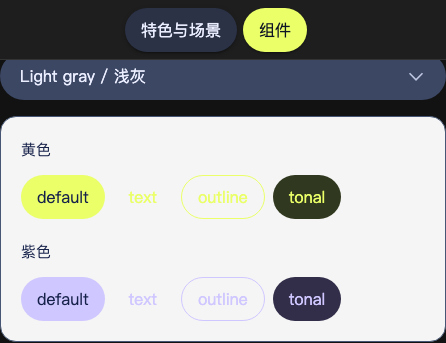 特色与场景 组件
Light gray / 浅灰
黄色
default text outline tonal
紫色
default text outline tonal